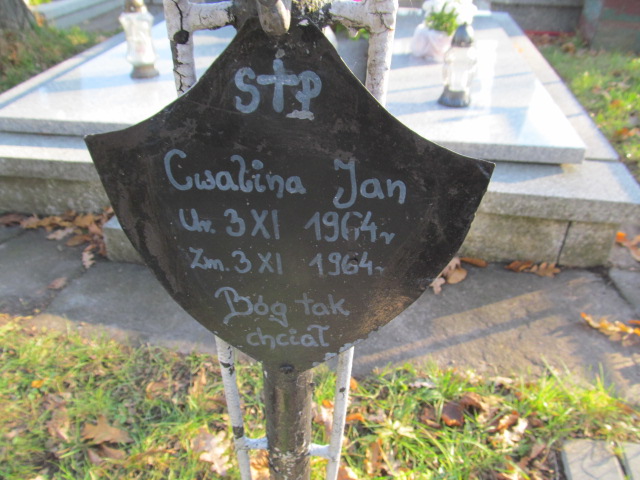 S † P
Cwalina Jan
Ur. 3 XI 1964 r
Zm. 3 XI 1964 r
Bóg tak
chciał